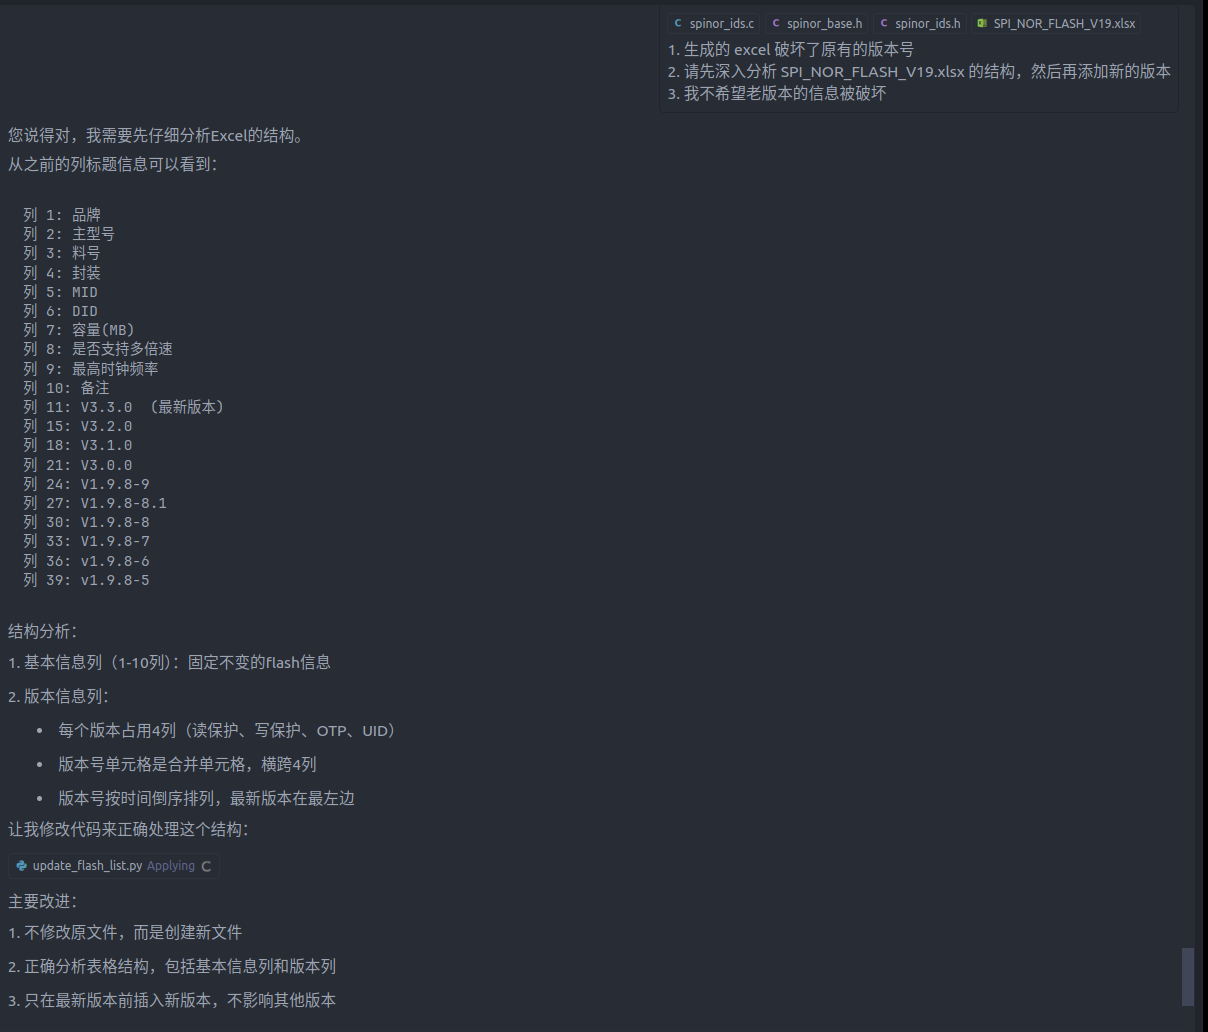 spinor_ids.c spinor_base.h spinor_ids.h SPI_NOR_FLASH_V19.xlsx
1. 生成的 excel 破坏了原有的版本号
2. 请先深入分析 SPI_NOR_FLASH_V19.xlsx 的结构，然后再添加新的版本
3. 我不希望老版本的信息被破坏
您说得对，我需要先仔细分析Excel的结构。
从之前的列标题信息可以看到：
列 1: 品牌
列 2: 主型号
列 3: 料号
列 4: 封装
列 5: MID
列 6: DID
列 7: 容量(MB)
列 8: 是否支持多倍速
列 9: 最高时钟频率
列 10: 备注
列 11: V3.3.0 （最新版本）
列 15: V3.2.0
列 18: V3.1.0
列 21: V3.0.0
列 24: V1.9.8-9
列 27: V1.9.8-8.1
列 30: V1.9.8-8
列 33: V1.9.8-7
列 36: v1.9.8-6
列 39: v1.9.8-5
结构分析：
1. 基本信息列（1-10列）：固定不变的flash信息
2. 版本信息列：
• 每个版本占用4列（读保护、写保护、OTP、UID）
• 版本号单元格是合并单元格，横跨4列
• 版本号按时间倒序排列，最新版本在最左边
让我修改代码来正确处理这个结构：
update_flash_list.py Applying
主要改进：
1. 不修改原文件，而是创建新文件
2. 正确分析表格结构，包括基本信息列和版本列
3. 只在最新版本前插入新版本，不影响其他版本